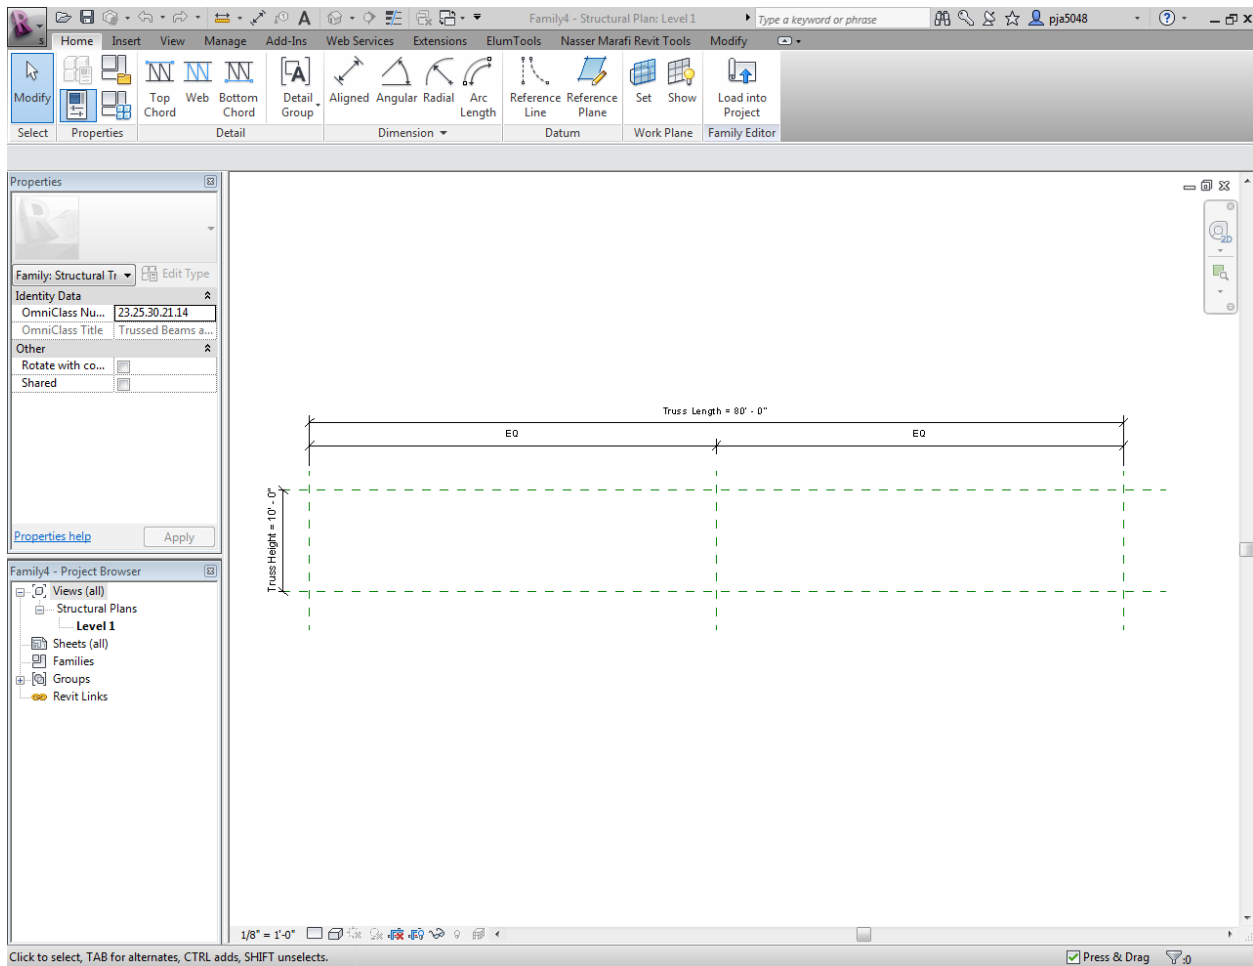 Family4 - Structural Plan: Level 1
Type a keyword or phrase
pja5048
Home Insert View Manage Add-Ins Web Services Extensions ElumTools Nasser Marafi Revit Tools Modify
Modify
Top Chord
Web
Bottom Chord
Detail Group
Aligned
Angular
Radial
Arc Length
Reference Line
Reference Plane
Set
Show
Load into Project
Select Properties Detail Dimension Datum Work Plane Family Editor
Properties
Family: Structural Tr
Edit Type
Identity Data
OmniClass Nu... 23.25.30.21.14
OmniClass Title Trussed Beams a...
Other
Rotate with co...
Shared
Properties help
Apply
Family4 - Project Browser
Views (all)
Structural Plans
Level 1
Sheets (all)
Families
Groups
Revit Links
2D
Truss Length = 80' - 0"
EQ EQ
Truss Height = 10' - 0"
1/8" = 1'-0"
Click to select, TAB for alternates, CTRL adds, SHIFT unselects.
Press & Drag
:0